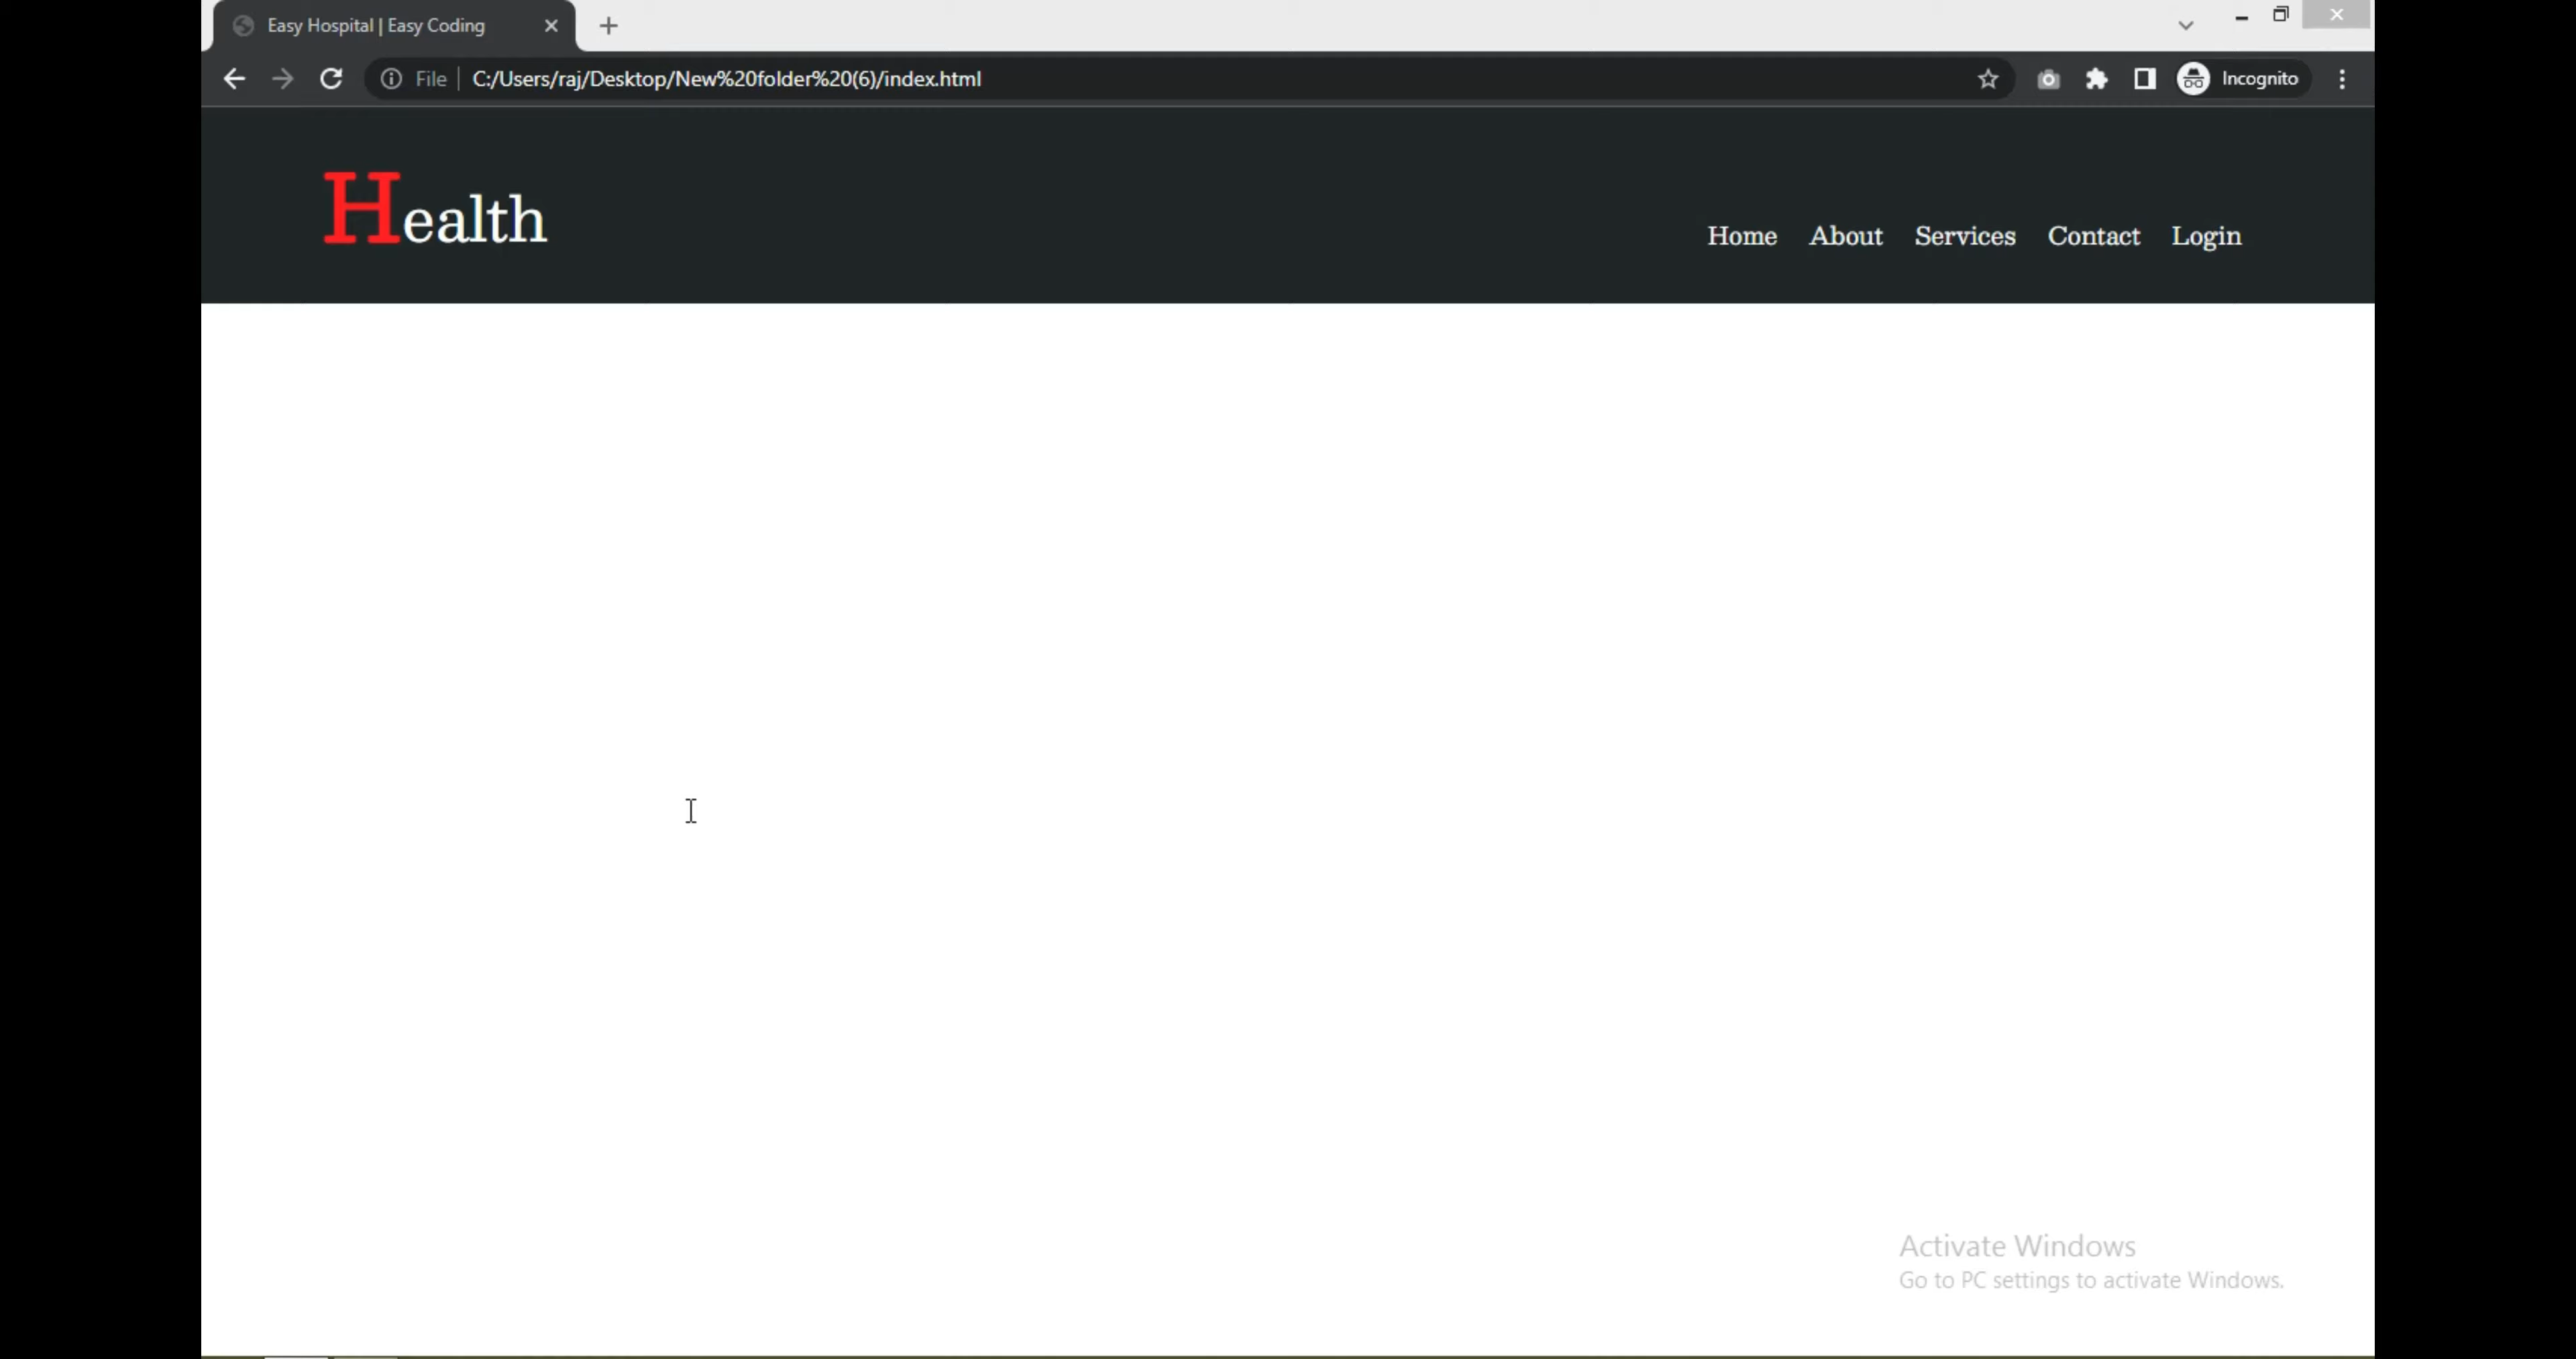 Easy Hospital | Easy Coding
File C:/Users/raj/Desktop/New%20folder%20(6)/index.html
Incognito
Health
Home About Services Contact Login
Activate Windows
Go to PC settings to activate Windows.